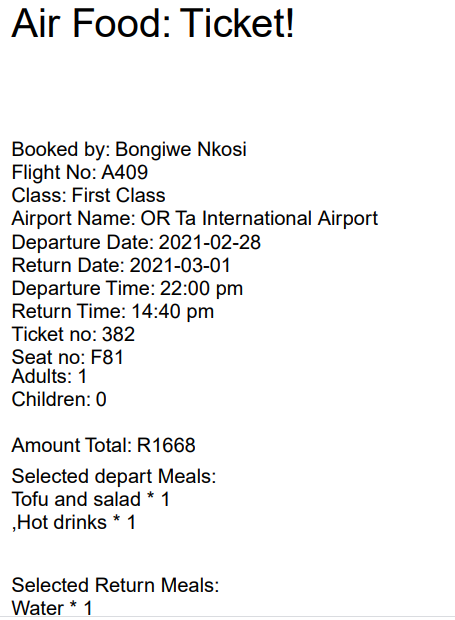 Air Food: Ticket!
Booked by: Bongiwe Nkosi
Flight No: A409
Class: First Class
Airport Name: OR Ta International Airport
Departure Date: 2021-02-28
Return Date: 2021-03-01
Departure Time: 22:00 pm
Return Time: 14:40 pm
Ticket no: 382
Seat no: F81
Adults: 1
Children: 0
Amount Total: R1668
Selected depart Meals:
Tofu and salad * 1
,Hot drinks * 1
Selected Return Meals:
Water * 1